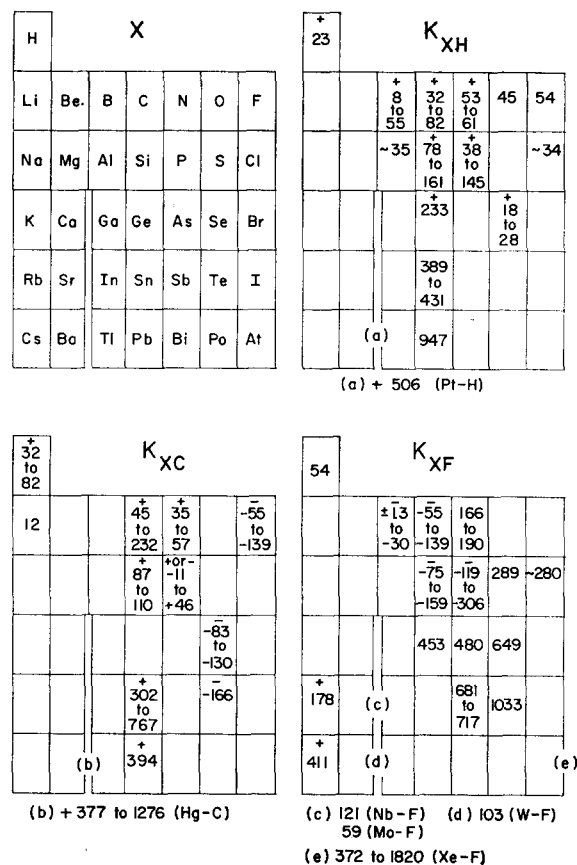 X
H
Li Be. B C N O F
Na Mg Al Si P S Cl
K Ca Ga Ge As Se Br
Rb Sr In Sn Sb Te I
Cs Ba Tl Pb Bi Po At
K XH
+
23
+ + +
8 32 53 45 54
to to to
55 82 61
~35 + + ~34
78 38
to to
161 145
+ +
233 18
to
28
389
to
431
(a) 947
(a) + 506 (Pt-H)
K XC
+
32
to
82
12 + + -
45 35 -55
to to to
232 57 -139
+ +or-
87 -11
to to
110 +46
-
-83
to
-130
+ -
302 -166
to
767
(b) +
394
(b) + 377 to 1276 (Hg-C)
K XF
54
- -
±13 -55 166
to to to
-30 -139 190
- -
-75 -119 289 ~280
to to
-159 -306
453 480 649
+
178 (c) 681 1033
to
717
+
411 (d) (e)
(c) 121 (Nb-F) (d) 103 (W-F)
59 (Mo-F)
(e) 372 to 1820 (Xe-F)